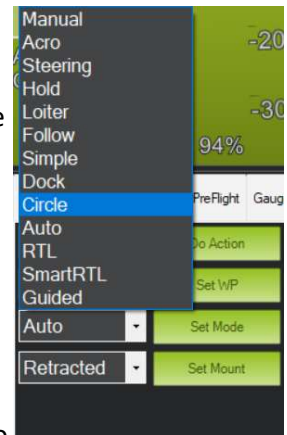 Manual
Acro
-20
Steering
Hold
Loiter
-30
Follow
Simple
94%
Dock
Circle
PreFlight Gaug
Auto
Do Action
RTL
SmartRTL
Set WP
Guided
Auto
Set Mode
Retracted
Set Mount